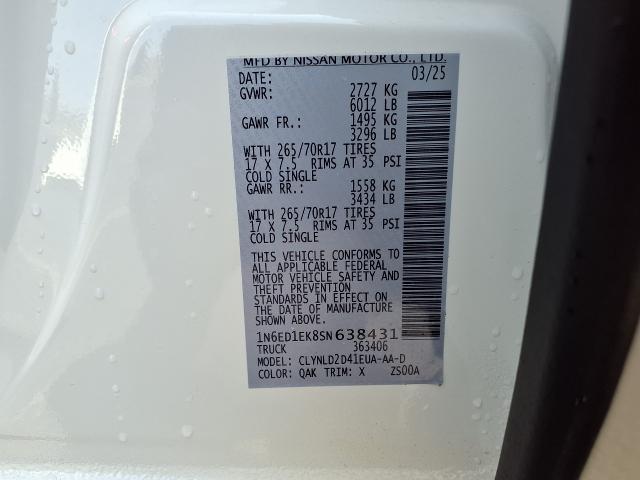 MFD BY NISSAN MOTOR CO., LTD.
DATE: 03/25
GVWR: 2727 KG
6012 LB
GAWR FR.: 1495 KG
3296 LB
WITH 265/70R17 TIRES
17 X 7.5 RIMS AT 35 PSI
COLD SINGLE
GAWR RR.: 1558 KG
3434 LB
WITH 265/70R17 TIRES
17 X 7.5 RIMS AT 35 PSI
COLD SINGLE
THIS VEHICLE CONFORMS TO
ALL APPLICABLE FEDERAL
MOTOR VEHICLE SAFETY AND
THEFT PREVENTION
STANDARDS IN EFFECT ON
THE DATE OF MANUFACTURE
SHOWN ABOVE.
1N6ED1EK8SN638431
TRUCK 363406
MODEL: CLYNLD2D41EUA-AA-D
COLOR: QAK TRIM: X ZS00A